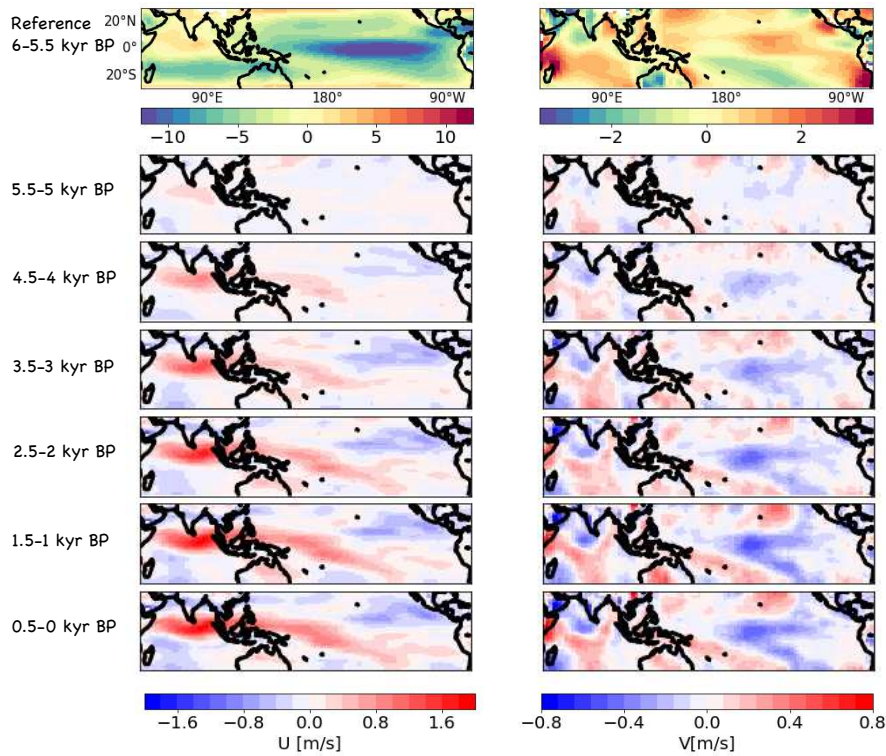 Reference
6-5.5 kyr BP
20°N
0°
20°S
90°E 180° 90°W
90°E 180° 90°W
−10 −5 0 5 10
−2 0 2
5.5-5 kyr BP
4.5-4 kyr BP
3.5-3 kyr BP
2.5-2 kyr BP
1.5-1 kyr BP
0.5-0 kyr BP
−1.6 −0.8 0.0 0.8 1.6
U [m/s]
−0.8 −0.4 0.0 0.4 0.8
V[m/s]